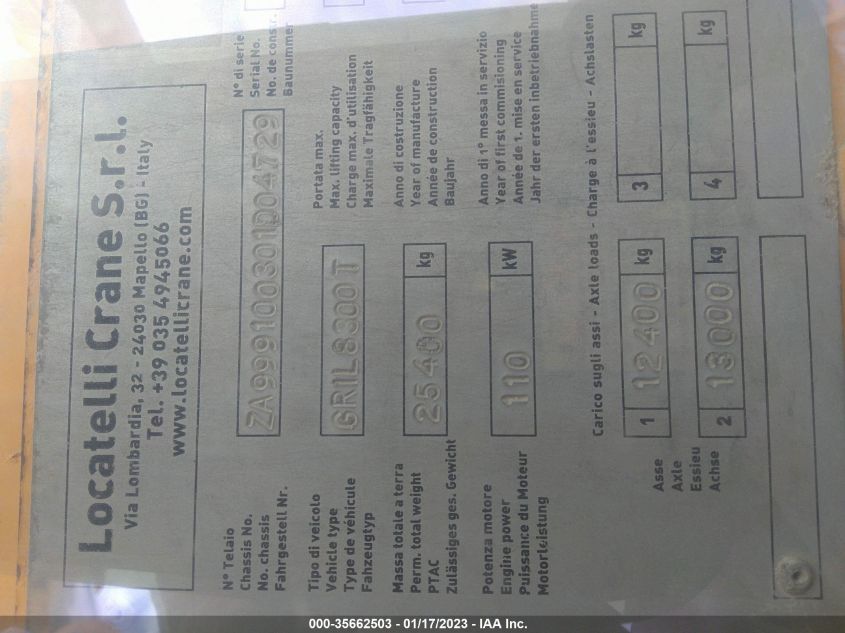 Locatelli Crane S.r.l.
Via Lombardia, 32 - 24030 Mapello (BG) - Italy
Tel. +39 035 4945066
www.locatellicrane.com
N° Telaio
Chassis No.
No. chassis
Fahrgestell Nr.
ZA999100301D04729
N° di serie
Serial No.
No. de constr.
Baunummer
Tipo di veicolo
Vehicle type
Type de véhicule
Fahrzeugtyp
GRIL8300T
Portata max.
Max. lifting capacity
Charge max. d'utilisation
Maximale Tragfähigkeit
Massa totale a terra
Perm. total weight
PTAC
Zulässiges ges. Gewicht
25400 kg
Anno di costruzione
Year of manufacture
Année de construction
Baujahr
Potenza motore
Engine power
Puissance du Moteur
Motorleistung
110 kW
Anno di 1° messa in servizio
Year of first commisioning
Année de 1. mise en service
Jahr der ersten inbetriebnahme
Carico sugli assi - Axle loads - Charge à l'essieu - Achslasten
Asse
Axle
Essieu
Achse
1 12400 kg
3 kg
2 13000 kg
4 kg
000-35662503 - 01/17/2023 - IAA Inc.